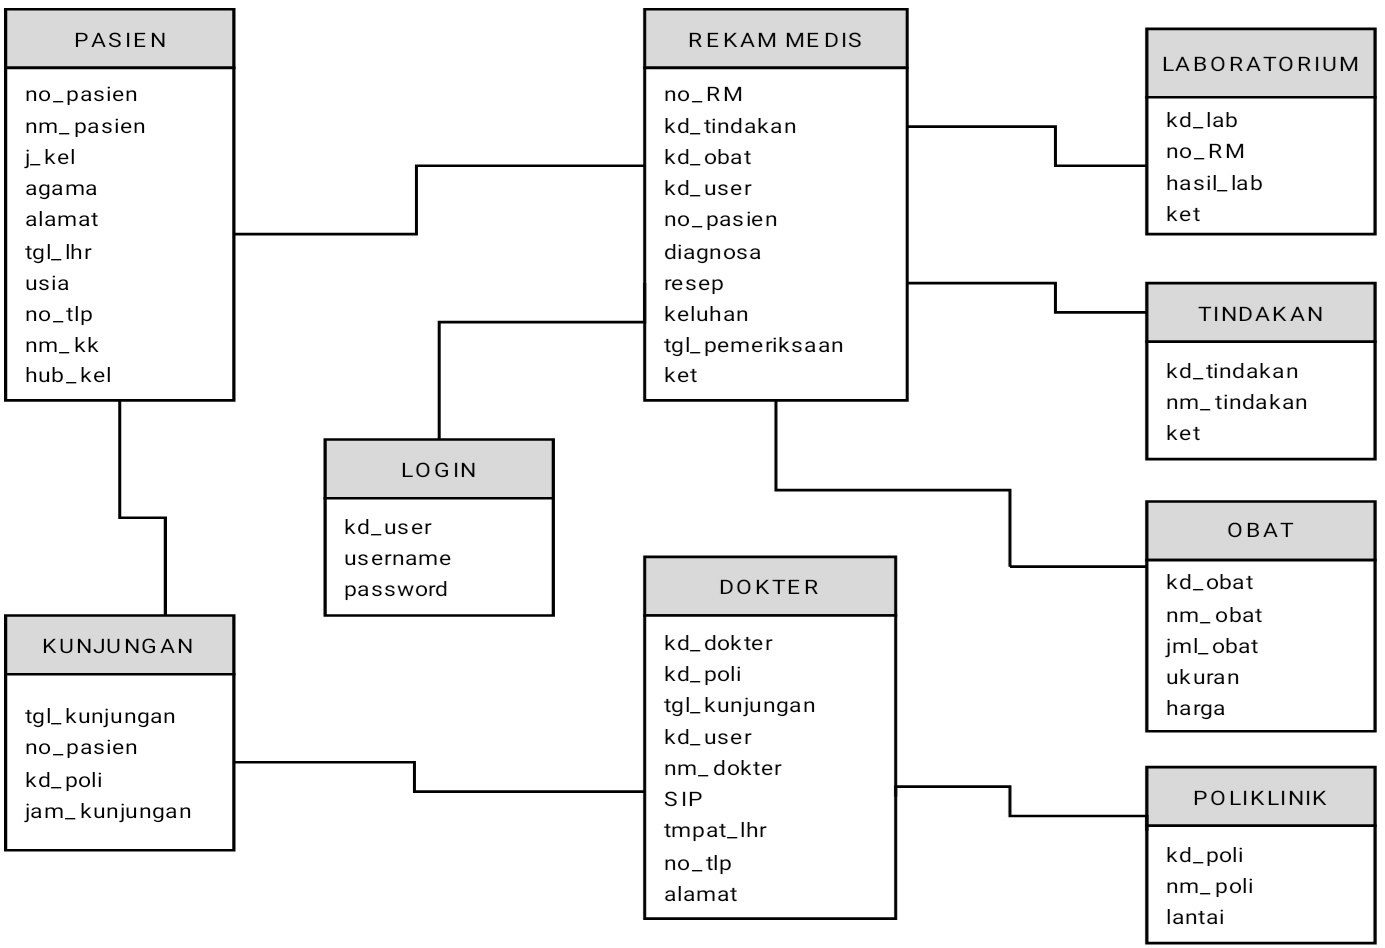 PASIEN
no_pasien
nm_pasien
j_kel
agama
alamat
tgl_lhr
usia
no_tlp
nm_kk
hub_kel
REKAM MEDIS
no_RM
kd_tindakan
kd_obat
kd_user
no_pasien
diagnosa
resep
keluhan
tgl_pemeriksaan
ket
LABORATORIUM
kd_lab
no_RM
hasil_lab
ket
TINDAKAN
kd_tindakan
nm_tindakan
ket
LOGIN
kd_user
username
password
OBAT
kd_obat
nm_obat
jml_obat
ukuran
harga
KUNJUNGAN
tgl_kunjungan
no_pasien
kd_poli
jam_kunjungan
DOKTER
kd_dokter
kd_poli
tgl_kunjungan
kd_user
nm_dokter
SIP
tmpat_lhr
no_tlp
alamat
POLIKLINIK
kd_poli
nm_poli
lantai